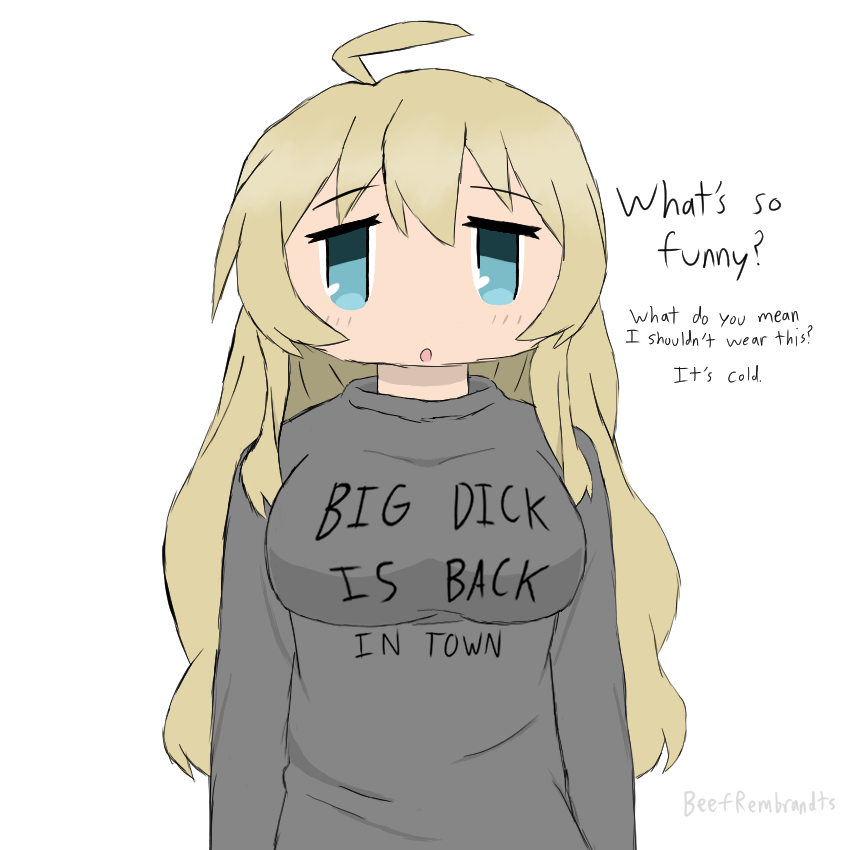 What's so
funny?
What do you mean
I shouldn't wear this?
It's cold.
BIG DICK
IS BACK
IN TOWN
BeefRembrandts